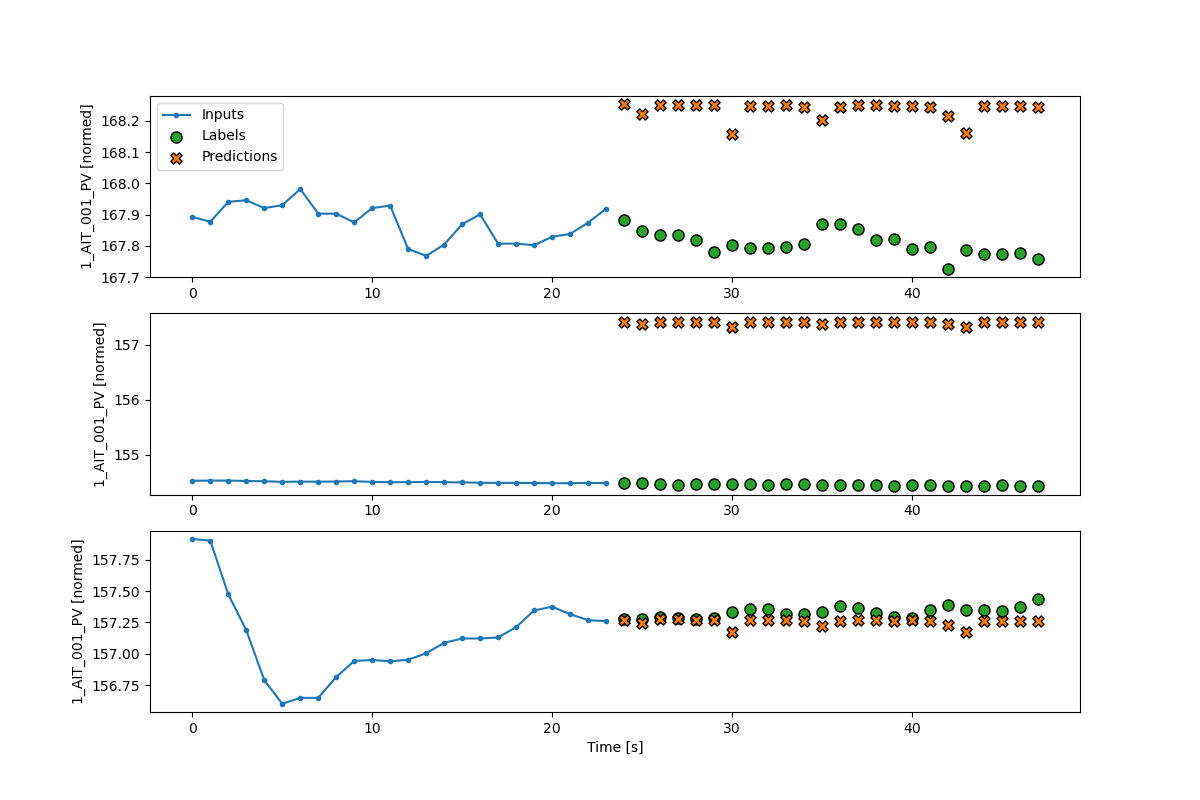 1_AIT_001_PV [normed]
168.2
168.1
168.0
167.9
167.8
167.7
Inputs
Labels
Predictions
0 10 20 30 40
1_AIT_001_PV [normed]
157
156
155
0 10 20 30 40
1_AIT_001_PV [normed]
157.75
157.50
157.25
157.00
156.75
0 10 20 30 40
Time [s]